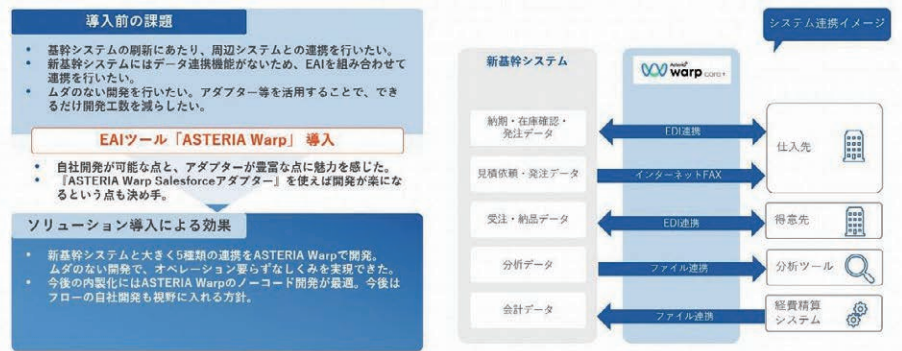 導入前の課題
• 基幹システムの刷新にあたり、周辺システムとの連携を行いたい。
• 新基幹システムにはデータ連携機能がないため、EAIを組み合わせて
連携を行いたい。
• ムダのない開発を行いたい。アダプター等を活用することで、でき
るだけ開発工数を減らしたい。
EAIツール「ASTERIA Warp」 導入
• 自社開発が可能な点と、アダプターが豊富な点に魅力を感じた。
• 『ASTERIA Warp Salesforceアダプター』を使えば開発が楽にな
るという点も決め手。
ソリューション導入による効果
• 新基幹システムと大きく5種類の連携をASTERIA Warpで開発。
ムダのない開発で、オペレーション要らずなしくみを実現できた。
• 今後の内製化にはASTERIA Warpのノーコード開発が最適。今後は
フローの自社開発も視野に入れる方針。
システム連携イメージ
新基幹システム
warp core+
納期・在庫確認・
発注データ
EDI連携
仕入先
見積依頼・発注データ
インターネットFAX
受注・納品データ
EDI連携
得意先
分析データ
ファイル連携
分析ツール
会計データ
ファイル連携
経費精算
システム